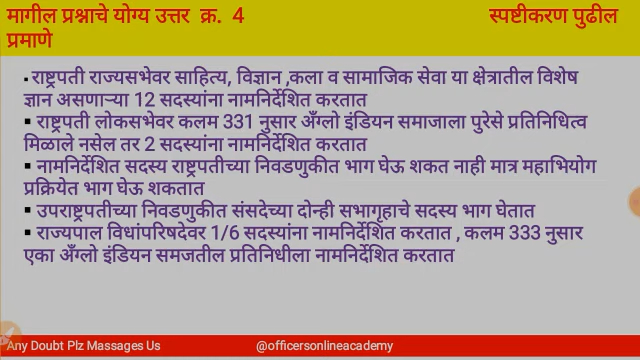 मागील प्रश्नाचे योग्य उत्तर क्र. 4 स्पष्टीकरण पुढील
प्रमाणे
▪ राष्ट्रपती राज्यसभेवर साहित्य, विज्ञान ,कला व सामाजिक सेवा या क्षेत्रातील विशेष
ज्ञान असणाऱ्या 12 सदस्यांना नामनिर्देशित करतात
▪ राष्ट्रपती लोकसभेवर कलम 331 नुसार अँग्लो इंडियन समाजाला पुरेसे प्रतिनिधित्व
मिळाले नसेल तर 2 सदस्यांना नामनिर्देशित करतात
▪ नामनिर्देशित सदस्य राष्ट्रपतीच्या निवडणुकीत भाग घेऊ शकत नाही मात्र महाभियोग
प्रक्रियेत भाग घेऊ शकतात
▪ उपराष्ट्रपतीच्या निवडणुकीत संसदेच्या दोन्ही सभागृहाचे सदस्य भाग घेतात
▪ राज्यपाल विधांपरिषदेवर 1/6 सदस्यांना नामनिर्देशित करतात , कलम 333 नुसार
एका अँग्लो इंडियन समजतील प्रतिनिधीला नामनिर्देशित करतात
Any Doubt Plz Massages Us @officersonlineacademy